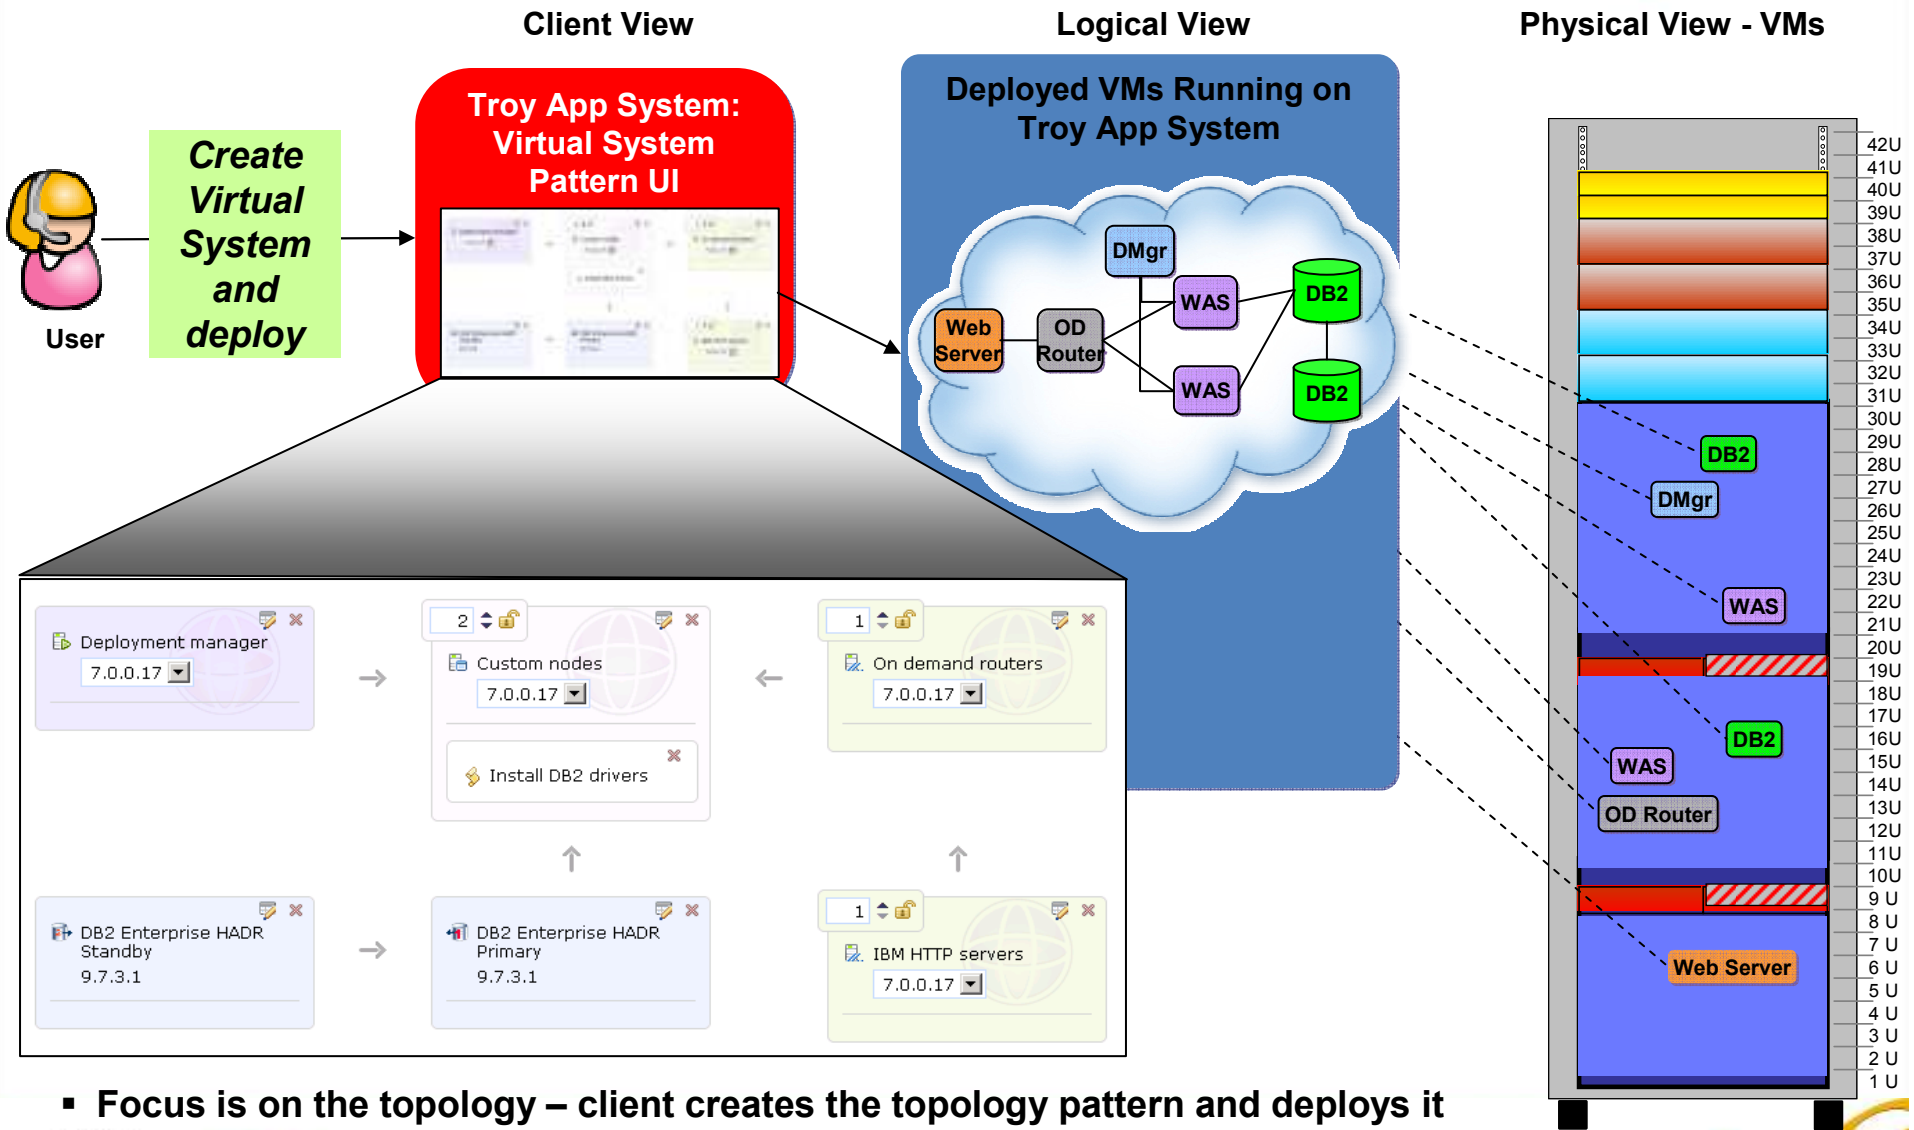 Client View
Logical View
Physical View - VMs
User
Create
Virtual
System
and
deploy
Troy App System:
Virtual System
Pattern UI
Deployed VMs Running on
Troy App System
DMgr
WAS
DB2
Web
Server
OD
Router
WAS
DB2
Deployment manager
7.0.0.17
2
Custom nodes
7.0.0.17
Install DB2 drivers
1
On demand routers
7.0.0.17
DB2 Enterprise HADR
Standby
9.7.3.1
DB2 Enterprise HADR
Primary
9.7.3.1
1
IBM HTTP servers
7.0.0.17
DB2
DMgr
WAS
DB2
WAS
OD Router
Web Server
42U
41U
40U
39U
38U
37U
36U
35U
34U
33U
32U
31U
30U
29U
28U
27U
26U
25U
24U
23U
22U
21U
20U
19U
18U
17U
16U
15U
14U
13U
12U
11U
10U
9 U
8 U
7 U
6 U
5 U
4 U
3 U
2 U
1 U
▪ Focus is on the topology – client creates the topology pattern and deploys it